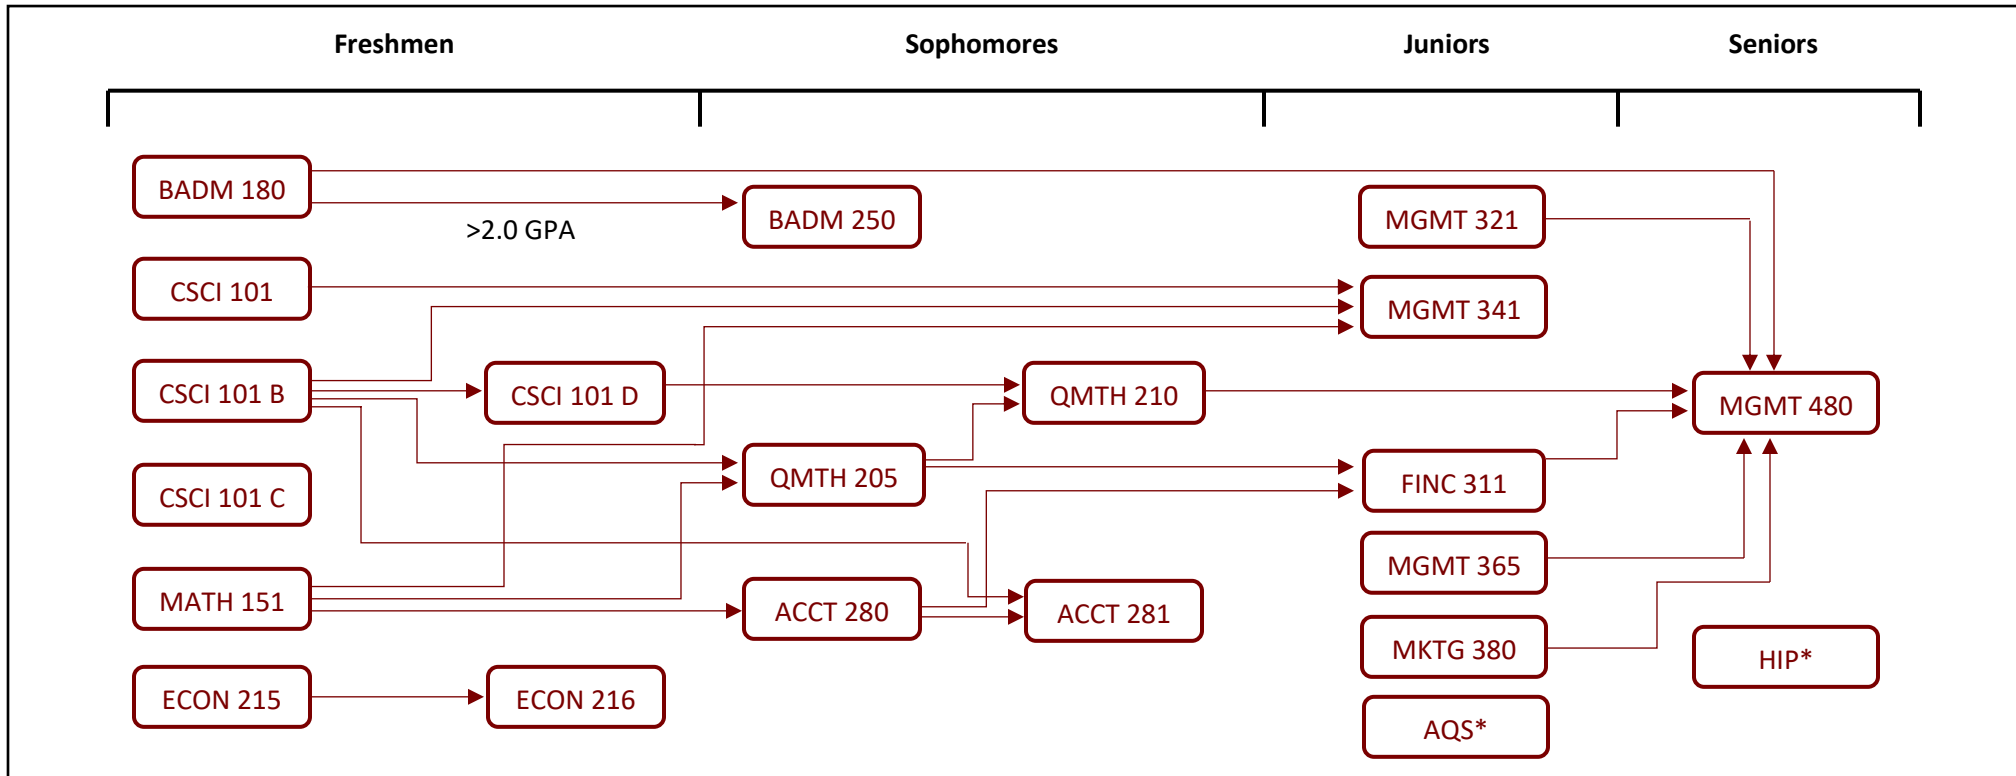 Freshmen Sophomores Juniors Seniors
BADM 180
>2.0 GPA
BADM 250
MGMT 321
CSCI 101
MGMT 341
CSCI 101 B
CSCI 101 D
QMTH 210
MGMT 480
CSCI 101 C
QMTH 205
FINC 311
MGMT 365
MATH 151
ACCT 280
ACCT 281
MKTG 380
HIP*
ECON 215
ECON 216
AQS*